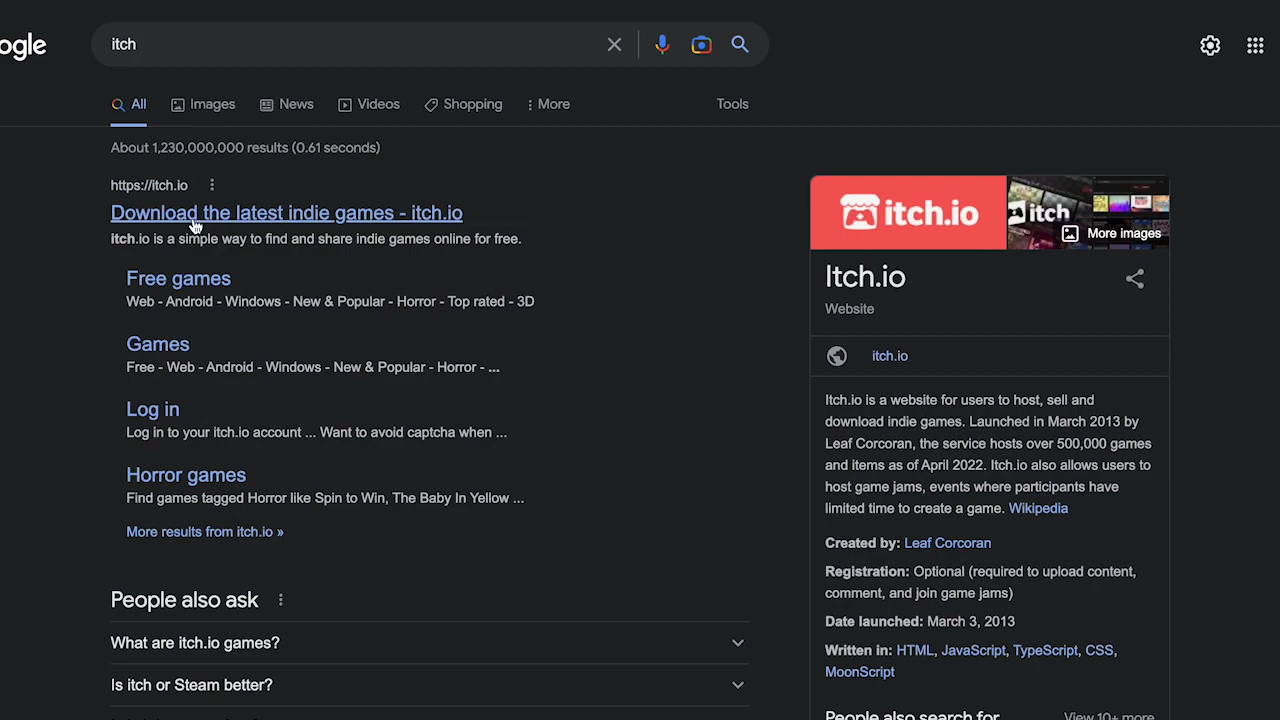 ogle
itch
All
Images
News
Videos
Shopping
More
Tools
About 1,230,000,000 results (0.61 seconds)
https://itch.io
Download the latest indie games - itch.io
itch.io is a simple way to find and share indie games online for free.
Free games
Web - Android - Windows - New & Popular - Horror - Top rated - 3D
Games
Free - Web - Android - Windows - New & Popular - Horror - ...
Log in
Log in to your itch.io account ... Want to avoid captcha when ...
Horror games
Find games tagged Horror like Spin to Win, The Baby In Yellow ...
More results from itch.io »
People also ask
What are itch.io games?
Is itch or Steam better?
itch.io
itch
More images
Itch.io
Website
itch.io
Itch.io is a website for users to host, sell and
download indie games. Launched in March 2013 by
Leaf Corcoran, the service hosts over 500,000 games
and items as of April 2022. Itch.io also allows users to
host game jams, events where participants have
limited time to create a game. Wikipedia
Created by: Leaf Corcoran
Registration: Optional (required to upload content,
comment, and join game jams)
Date launched: March 3, 2013
Written in: HTML, JavaScript, TypeScript, CSS,
MoonScript
People also search for
View 10+ more